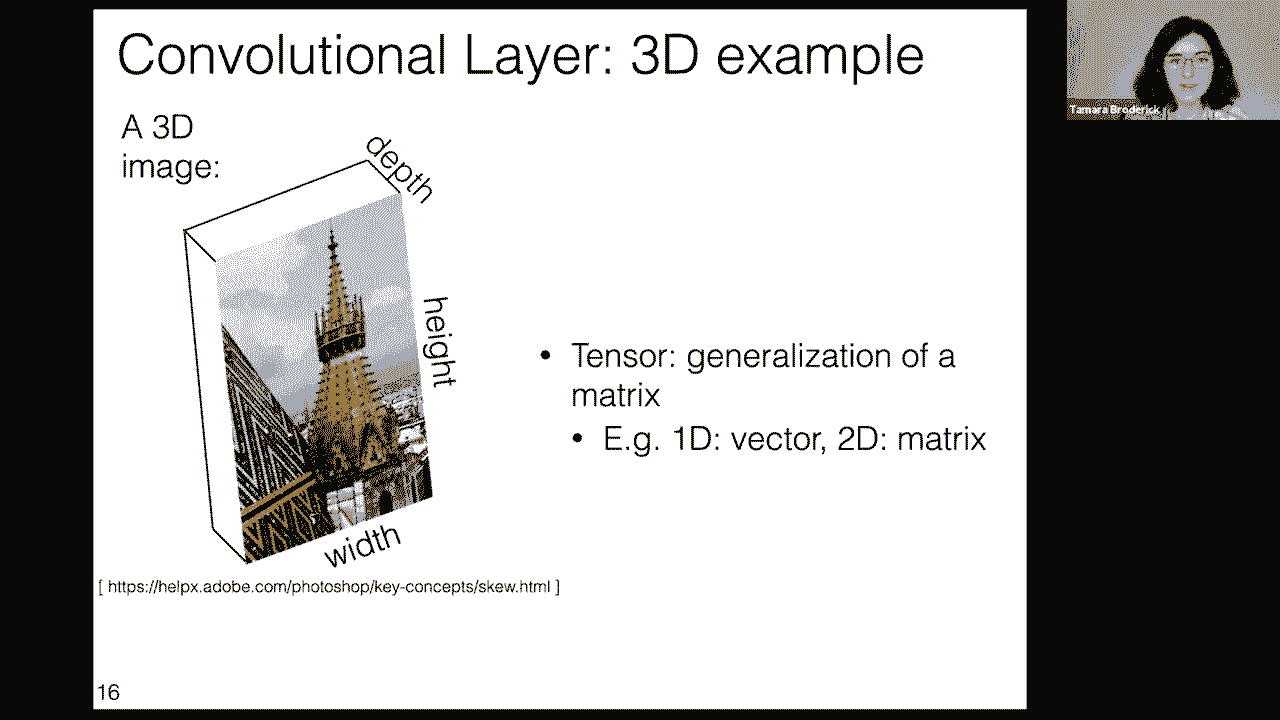 Convolutional Layer: 3D example
A 3D
image:
depth
height
width
• Tensor: generalization of a
matrix
• E.g. 1D: vector, 2D: matrix
[ https://helpx.adobe.com/photoshop/key-concepts/skew.html ]
16
Tamara Broderick